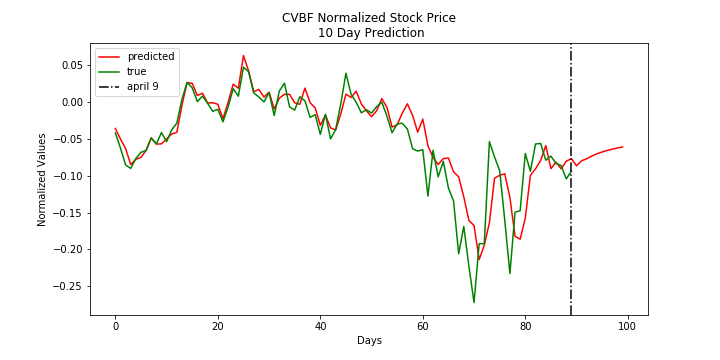 CVBF Normalized Stock Price
10 Day Prediction
predicted
true
april 9
Normalized Values
0.05
0.00
−0.05
−0.10
−0.15
−0.20
−0.25
0 20 40 60 80 100
Days